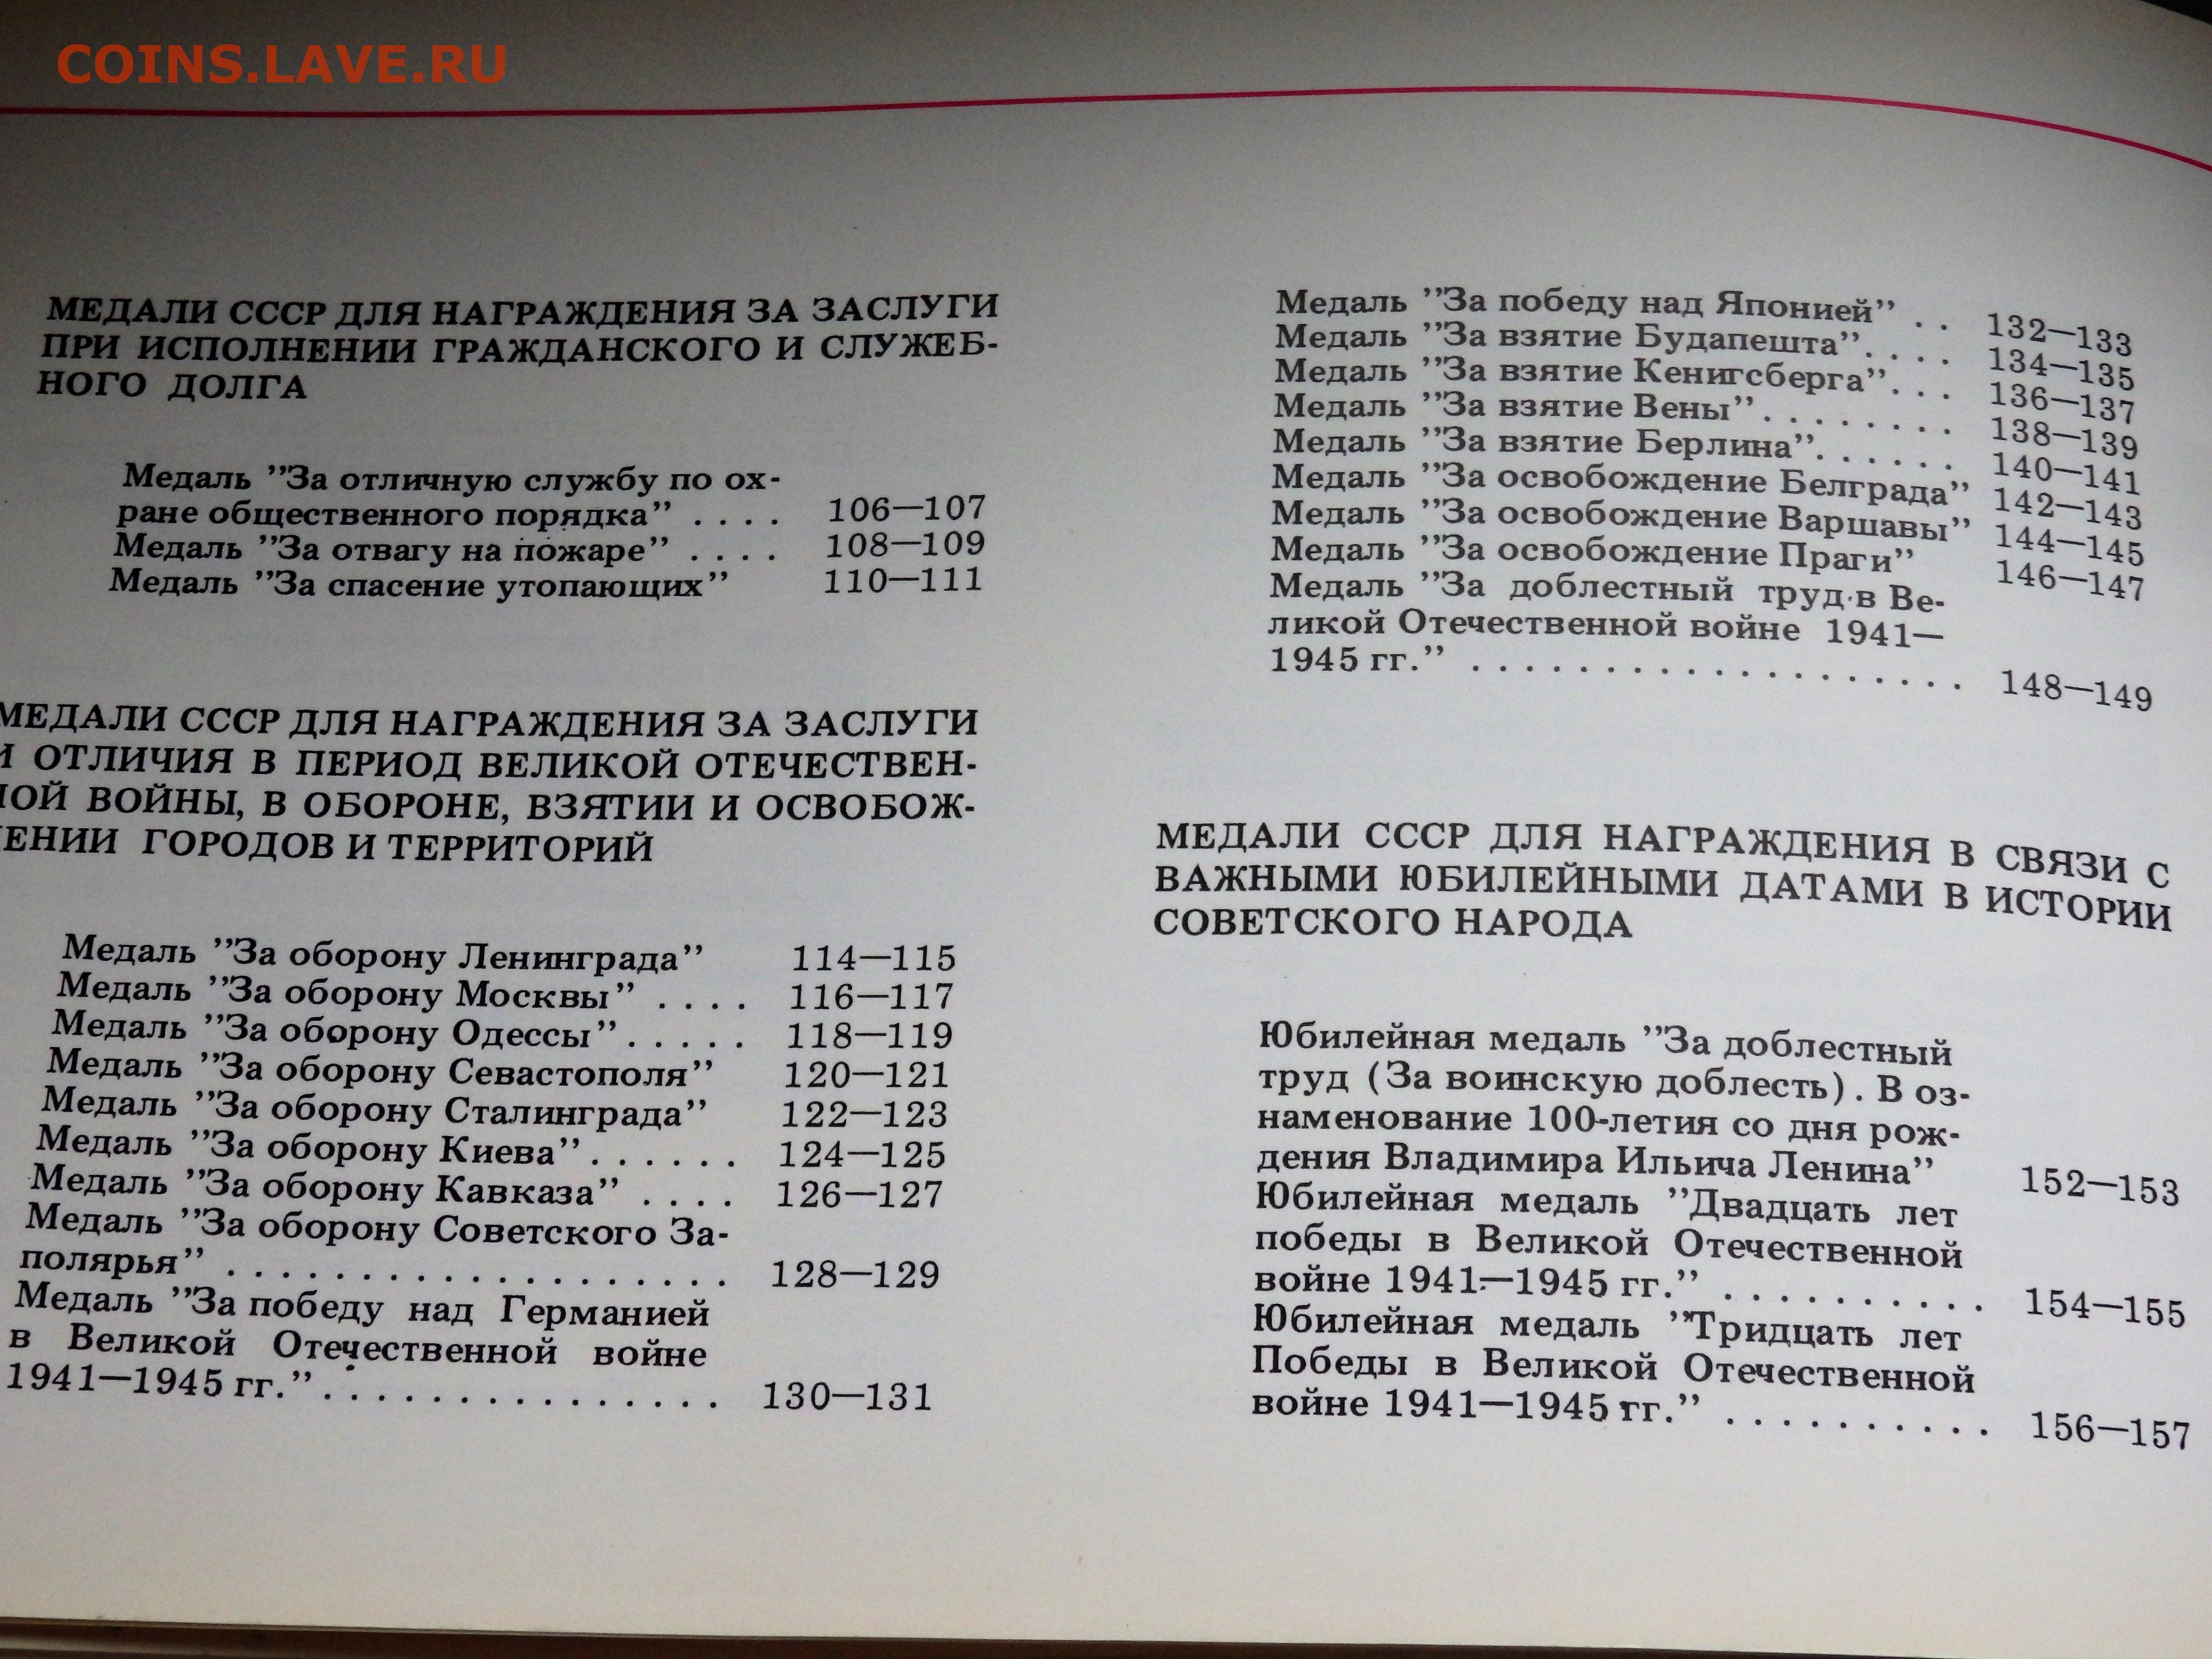 COINS.LAVE.RU
МЕДАЛИ СССР ДЛЯ НАГРАЖДЕНИЯ ЗА ЗАСЛУГИ
ПРИ ИСПОЛНЕНИИ ГРАЖДАНСКОГО И СЛУЖЕБ-
НОГО ДОЛГА
Медаль "За отличную службу по ох-
ране общественного порядка" .... 106—107
Медаль "За отвагу на пожаре" .... 108—109
Медаль "За спасение утопающих" 110—111
МЕДАЛИ СССР ДЛЯ НАГРАЖДЕНИЯ ЗА ЗАСЛУГИ
И ОТЛИЧИЯ В ПЕРИОД ВЕЛИКОЙ ОТЕЧЕСТВЕН-
НОЙ ВОЙНЫ, В ОБОРОНЕ, ВЗЯТИИ И ОСВОБОЖ-
ЕНИИ ГОРОДОВ И ТЕРРИТОРИЙ
Медаль "За оборону Ленинграда" 114—115
Медаль "За оборону Москвы" .... 116—117
Медаль "За оборону Одессы"..... 118—119
Медаль "За оборону Севастополя" 120—121
Медаль "За оборону Сталинграда" 122—123
Медаль "За оборону Киева"...... 124—125
Медаль "За оборону Кавказа" .... 126—127
Медаль "За оборону Советского За-
полярья" ................... 128—129
Медаль "За победу над Германией
в Великой Отечественной войне
1941—1945 гг."................ 130—131
Медаль "За победу над Японией" .. 132—133
Медаль "За взятие Будапешта".... 134—135
Медаль "За взятие Кенигсберга"... 136—137
Медаль "За взятие Вены"........ 138—139
Медаль "За взятие Берлина"...... 140—141
Медаль "За освобождение Белграда" 142—143
Медаль "За освобождение Варшавы" 144—145
Медаль "За освобождение Праги" 146—147
Медаль "За доблестный труд в Ве-
ликой Отечественной войне 1941—
1945 гг." .................. 148—149
МЕДАЛИ СССР ДЛЯ НАГРАЖДЕНИЯ В СВЯЗИ С
ВАЖНЫМИ ЮБИЛЕЙНЫМИ ДАТАМИ В ИСТОРИИ
СОВЕТСКОГО НАРОДА
Юбилейная медаль "За доблестный
труд (За воинскую доблесть). В оз-
наменование 100-летия со дня рож-
дения Владимира Ильича Ленина" 152—153
Юбилейная медаль "Двадцать лет
победы в Великой Отечественной
войне 1941—1945 гг." .......... 154—155
Юбилейная медаль "Тридцать лет
Победы в Великой Отечественной
войне 1941—1945 гг." .......... 156—157